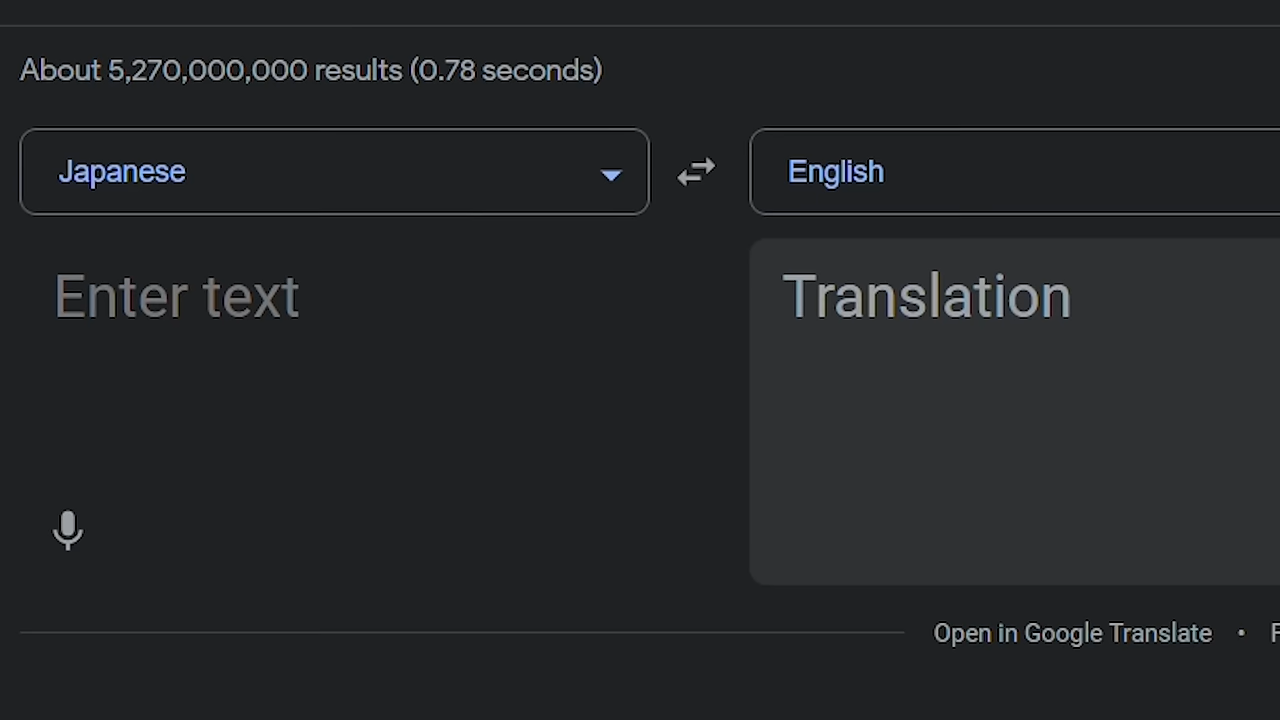 About 5,270,000,000 results (0.78 seconds)
Japanese
English
Enter text
Translation
Open in Google Translate •